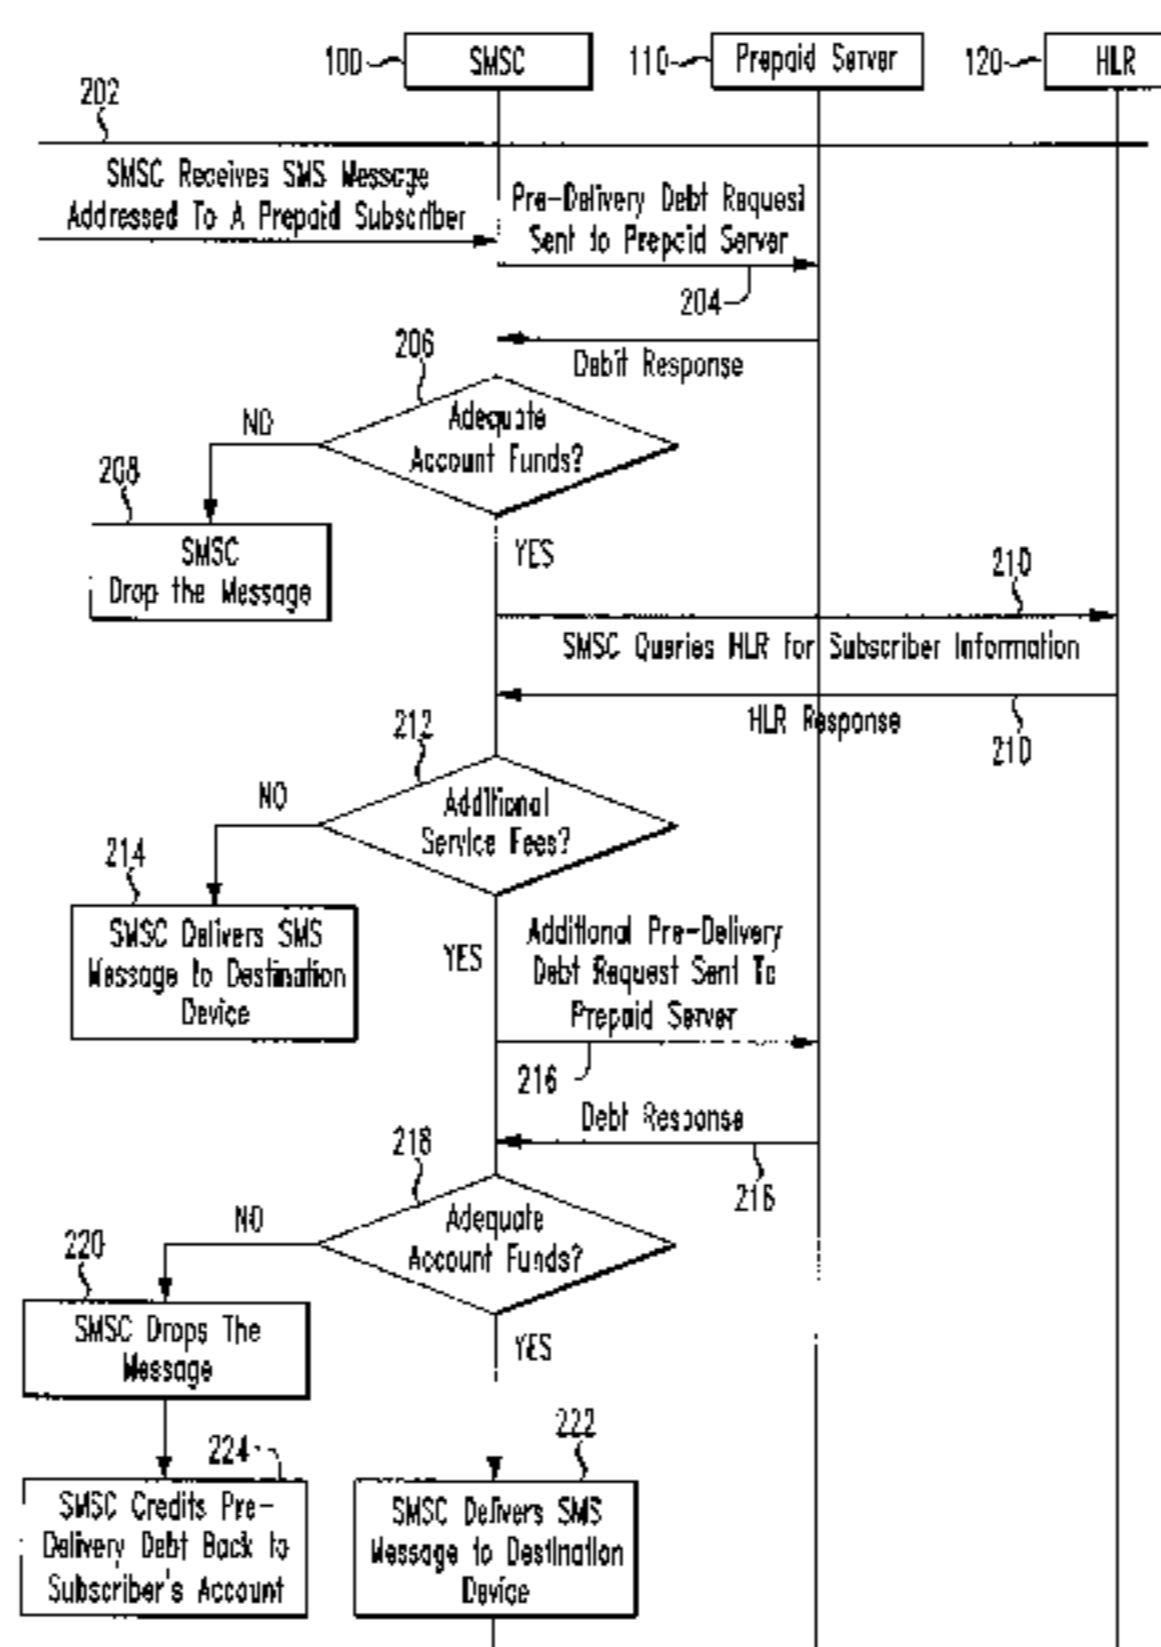 100 SMSC 110 Prepaid Server 120 HLR
202
SMSC Receives SMS Message
Addressed To A Prepaid Subscriber
Pre-Delivery Debt Request
Sent to Prepaid Server
204
Debit Response
206
Adequate
Account Funds?
NO
208
SMSC
Drop the Message
YES
210
SMSC Queries HLR for Subscriber Information
HLR Response
210
212
Additional
Service Fees?
NO
214
SMSC Delivers SMS
Message to Destination
Device
YES
Additional Pre-Delivery
Debt Request Sent To
Prepaid Server
216
Debt Response
216
218
Adequate
Account Funds?
NO
220
SMSC Drops The
Message
YES
224
SMSC Credits Pre-
Delivery Debt Back to
Subscriber's Account
222
SMSC Delivers SMS
Message to Destination
Device